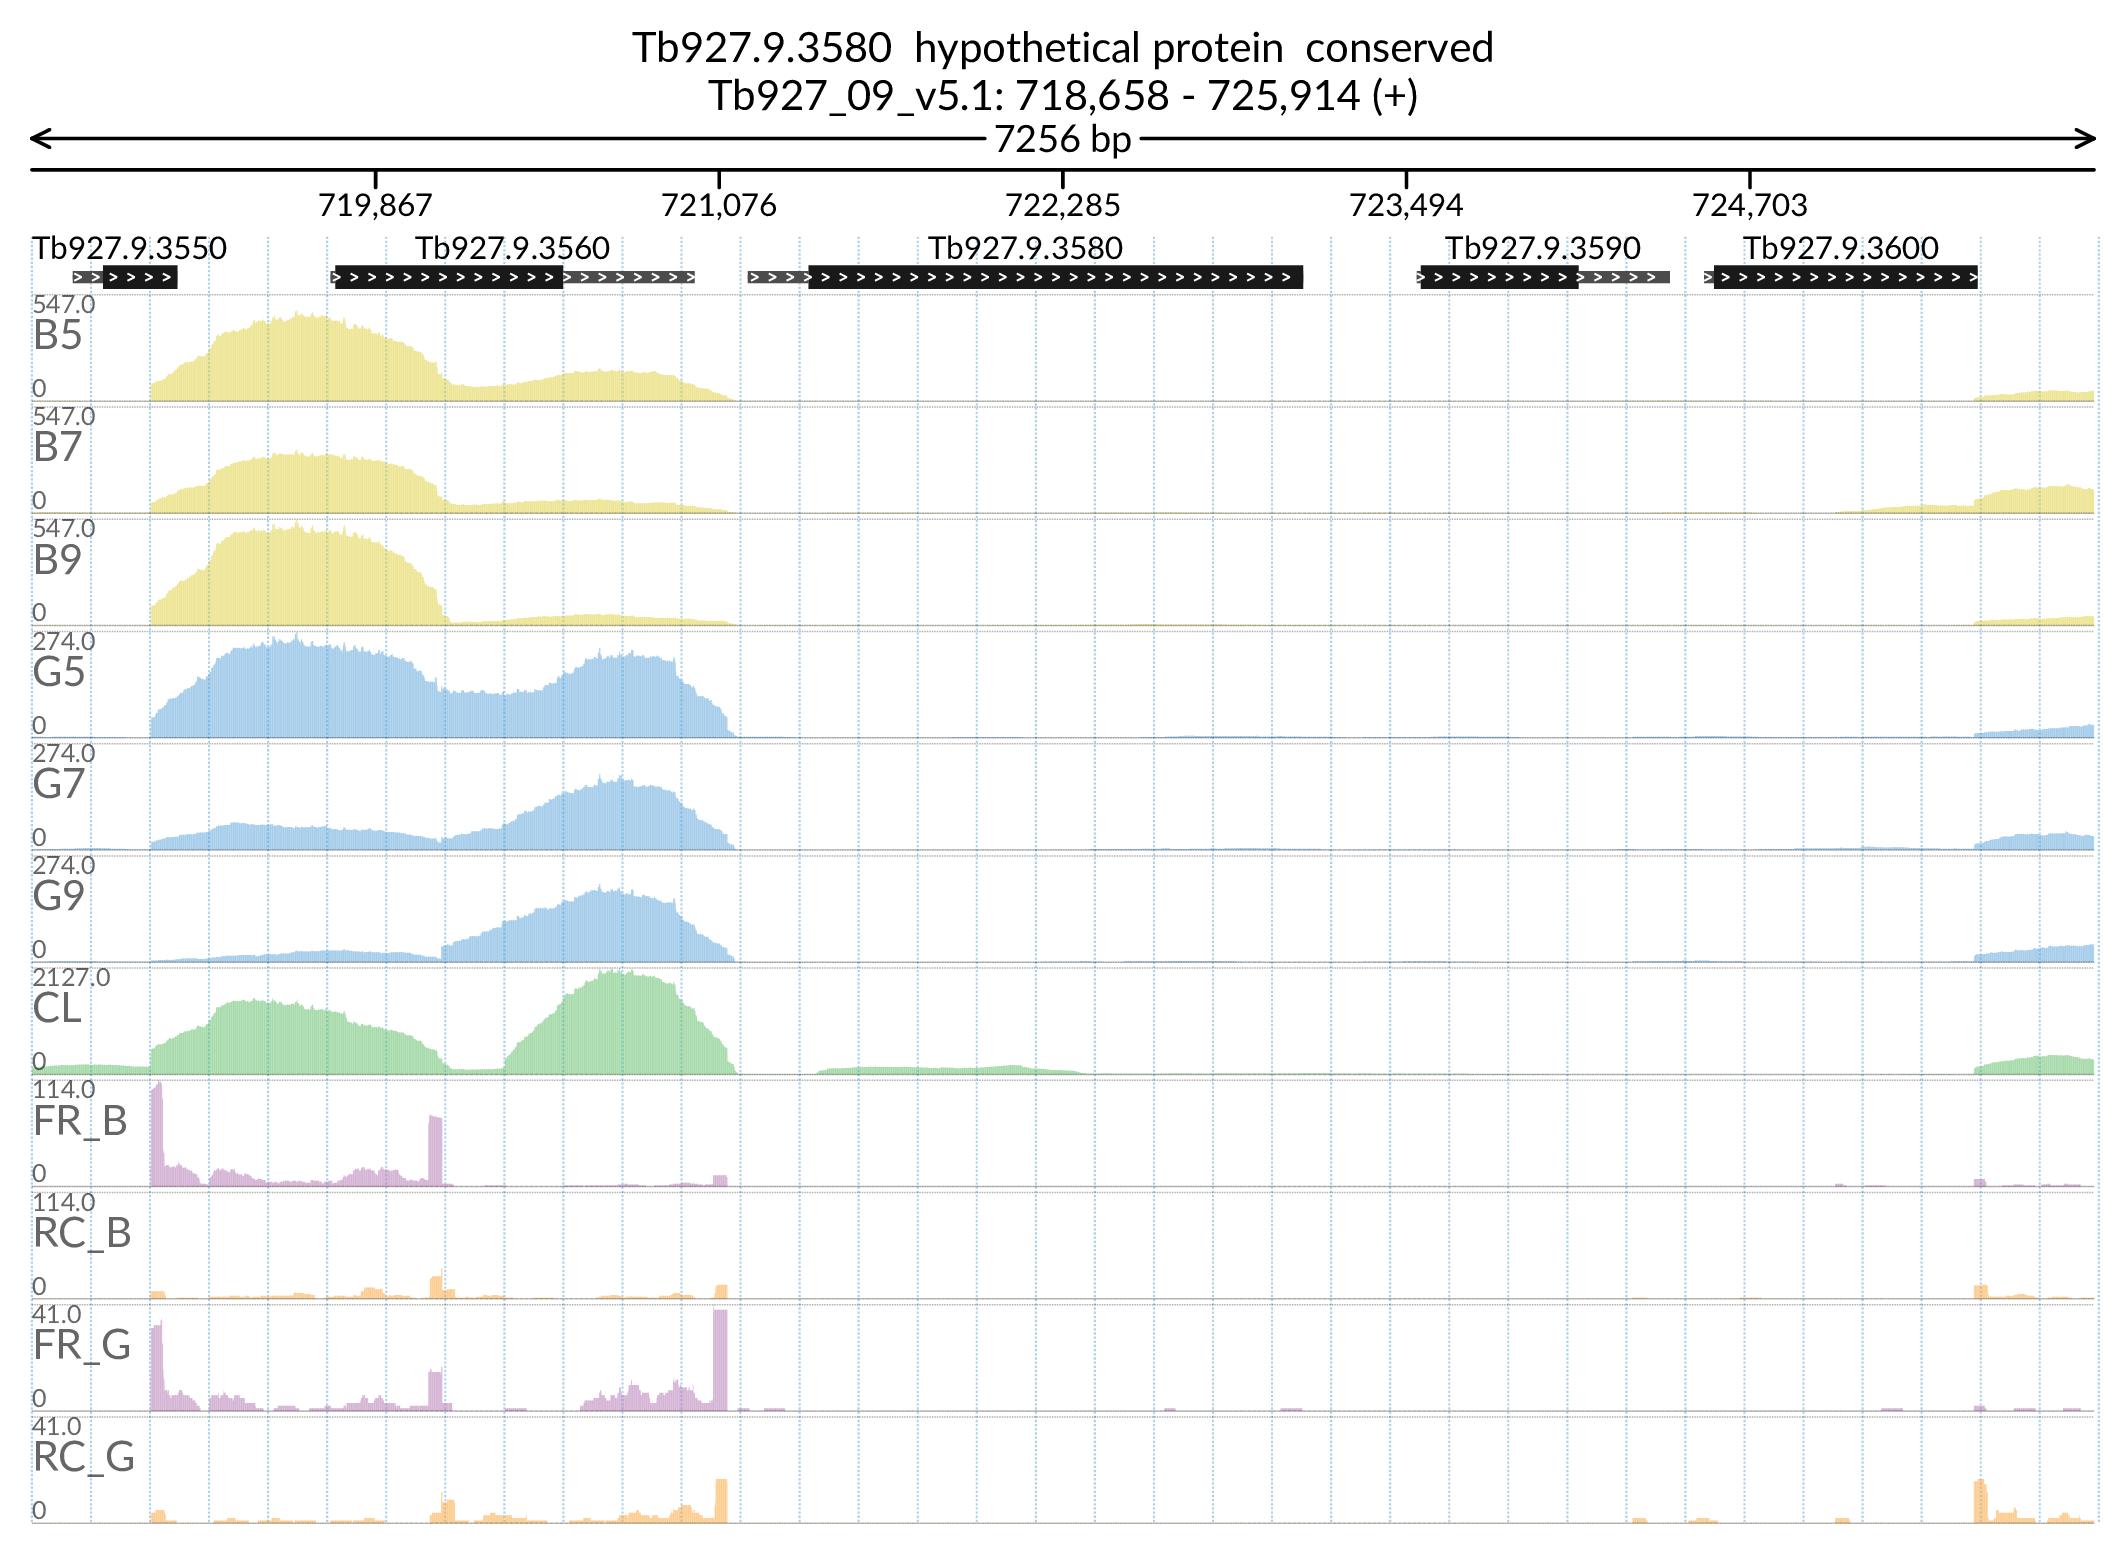 Tb927.9.3580  hypothetical protein  conserved
Tb927_09_v5.1: 718,658 - 725,914 (+)
7256 bp
719,867 721,076 722,285 723,494 724,703
Tb927.9.3550 Tb927.9.3560 Tb927.9.3580 Tb927.9.3590 Tb927.9.3600
547.0
B5
0
547.0
B7
0
547.0
B9
0
274.0
G5
0
274.0
G7
0
274.0
G9
0
2127.0
CL
0
114.0
FR_B
0
114.0
RC_B
0
41.0
FR_G
0
41.0
RC_G
0